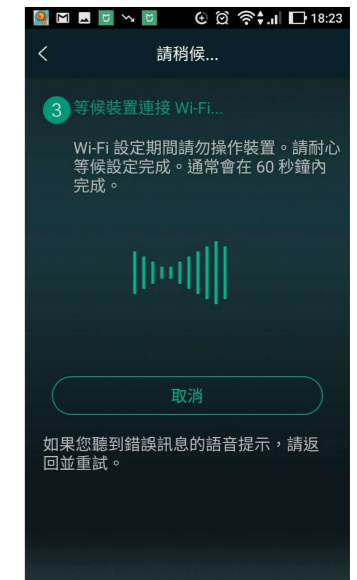 18:23
請稍候...
3 等候裝置連接 Wi-Fi...
Wi-Fi 設定期間請勿操作裝置。請耐心
等候設定完成。通常會在 60 秒鐘內
完成。
取消
如果您聽到錯誤訊息的語音提示，請返
回並重試。